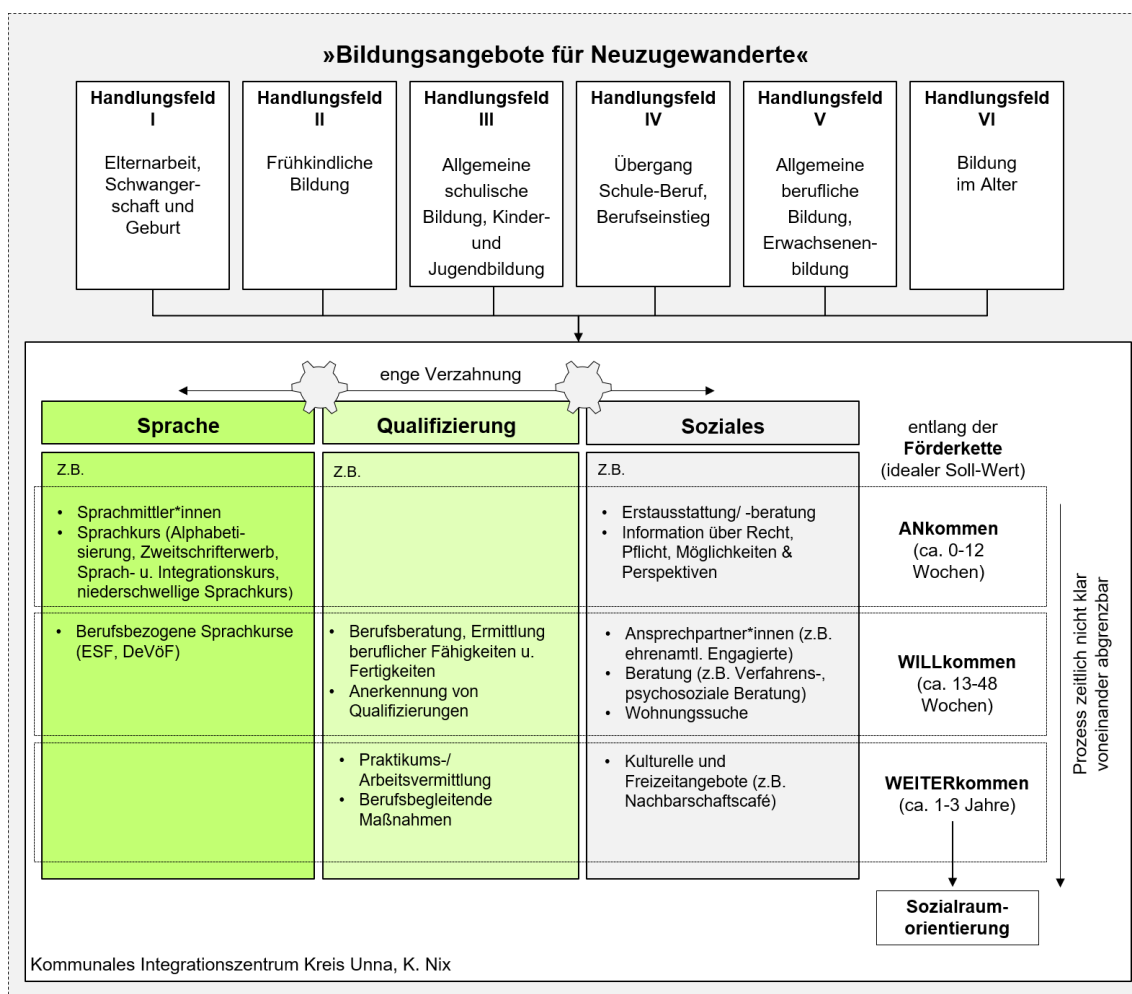 »Bildungsangebote für Neuzugewanderte«
Handlungsfeld
I
Elternarbeit,
Schwanger-
schaft und
Geburt
Handlungsfeld
II
Frühkindliche
Bildung
Handlungsfeld
III
Allgemeine
schulische
Bildung, Kinder-
und
Jugendbildung
Handlungsfeld
IV
Übergang
Schule-Beruf,
Berufseinstieg
Handlungsfeld
V
Allgemeine
berufliche
Bildung,
Erwachsenen-
bildung
Handlungsfeld
VI
Bildung
im Alter
enge Verzahnung
Sprache
Qualifizierung
Soziales
entlang der
Förderkette
(idealer Soll-Wert)
Z.B.
Z.B.
Z.B.
• Sprachmittler*innen
• Sprachkurs (Alphabeti-
sierung, Zweitschrifterwerb,
Sprach- u. Integrationskurs,
niederschwellige Sprachkurs)
• Erstausstattung/ -beratung
• Information über Recht,
Pflicht, Möglichkeiten &
Perspektiven
ANkommen
(ca. 0-12
Wochen)
• Berufsbezogene Sprachkurse
(ESF, DeVöF)
• Berufsberatung, Ermittlung
beruflicher Fähigkeiten u.
Fertigkeiten
• Anerkennung von
Qualifizierungen
• Ansprechpartner*innen (z.B.
ehrenamtl. Engagierte)
• Beratung (z.B. Verfahrens-,
psychosoziale Beratung)
• Wohnungssuche
WILLkommen
(ca. 13-48
Wochen)
• Praktikums-/
Arbeitsvermittlung
• Berufsbegleitende
Maßnahmen
• Kulturelle und
Freizeitangebote (z.B.
Nachbarschaftscafé)
WEITERkommen
(ca. 1-3 Jahre)
Prozess zeitlich nicht klar
voneinander abgrenzbar
Sozialraum-
orientierung
Kommunales Integrationszentrum Kreis Unna, K. Nix